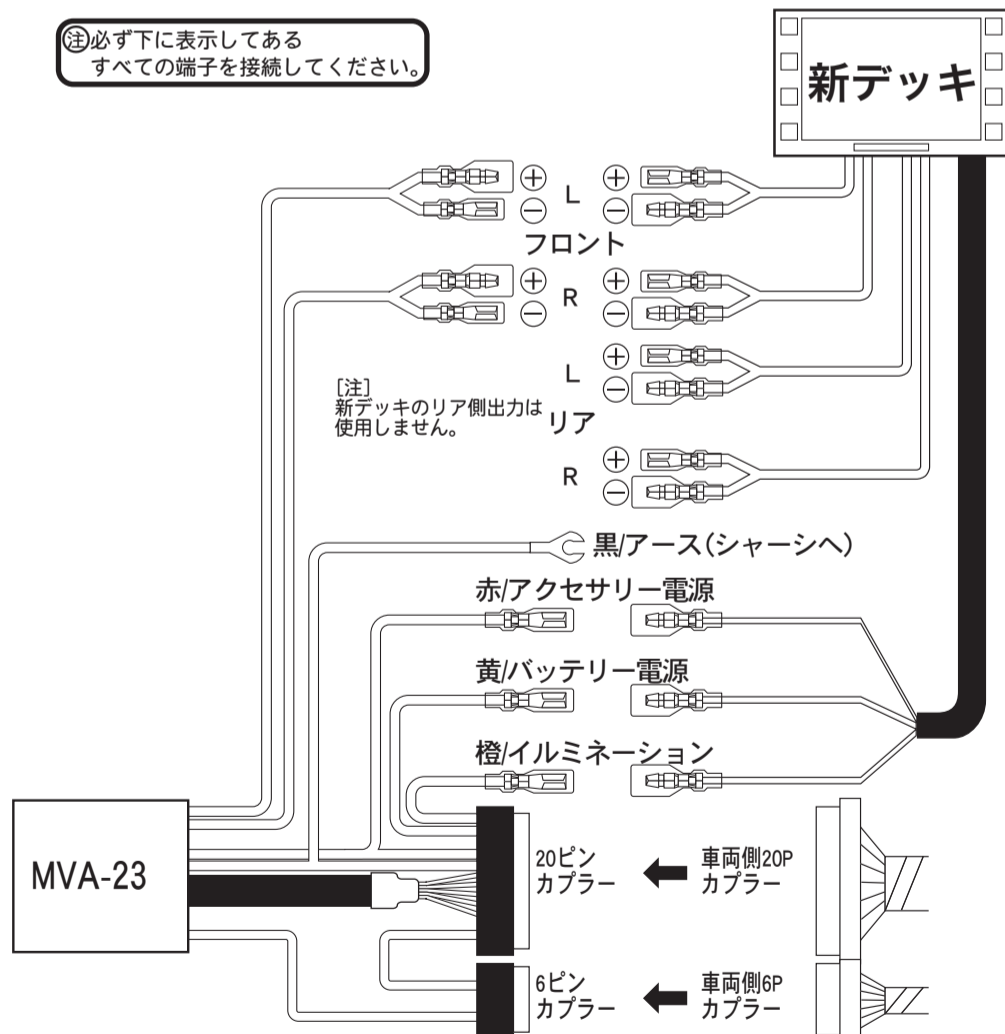 注必ず下に表示してある
すべての端子を接続してください。
新デッキ
⊕
⊖
L
⊕
⊖
フロント
⊕
⊖
R
⊕
⊖
L
⊕
⊖
[注]
新デッキのリア側出力は
使用しません。
リア
R
⊕
⊖
黒/アース(シャーシへ)
赤/アクセサリー電源
黄/バッテリー電源
橙/イルミネーション
MVA-23
20ピン
カプラー
車両側20P
カプラー
6ピン
カプラー
車両側6P
カプラー